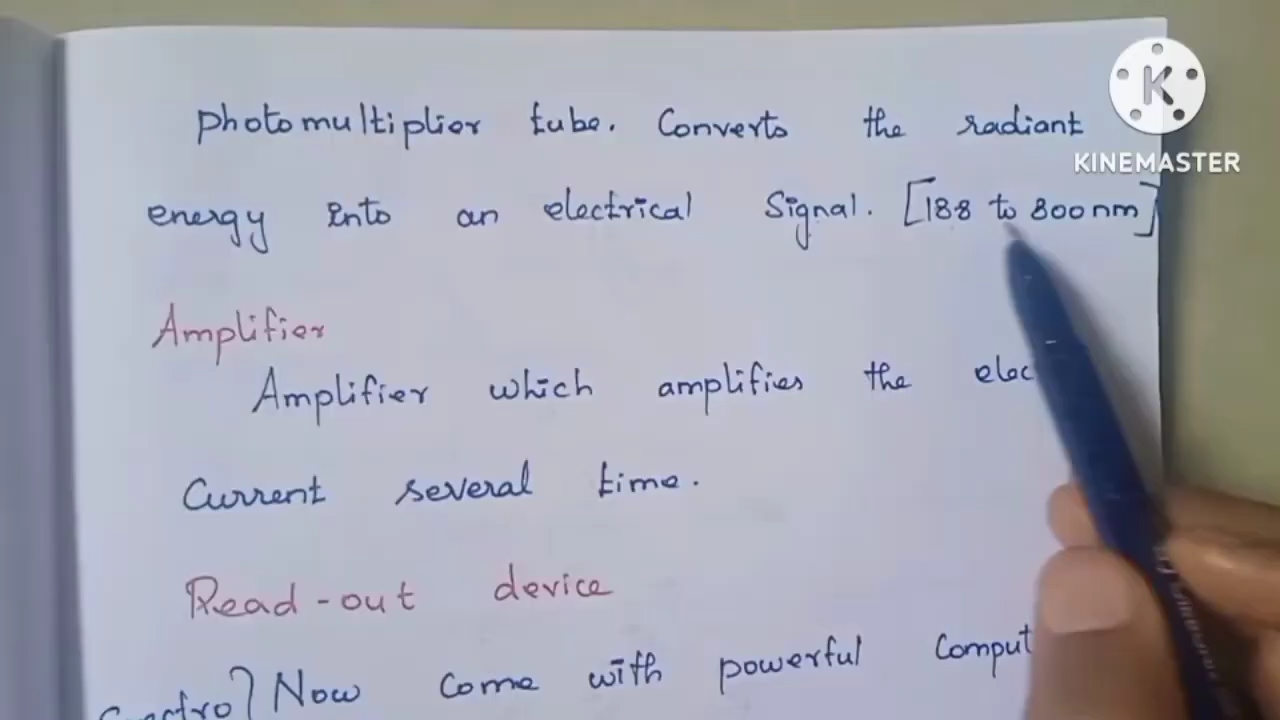 Photomultiplier tube. Converts the radiant
energy into an electrical Signal. [188 to 800nm]
Amplifier
Amplifier which amplifies the elec
Current several time.
Read-out device
Now come with powerful Comput
K
KINEMASTER